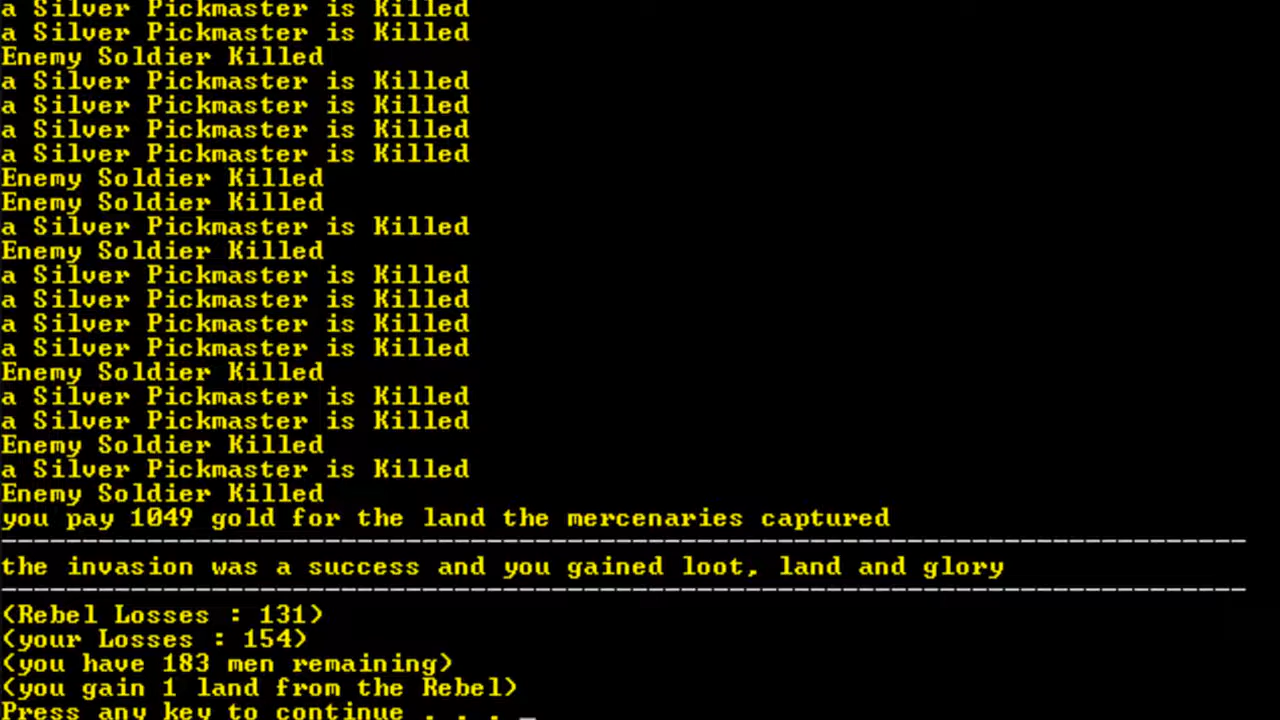 a Silver Pickmaster is Killed
a Silver Pickmaster is Killed
Enemy Soldier Killed
a Silver Pickmaster is Killed
a Silver Pickmaster is Killed
a Silver Pickmaster is Killed
a Silver Pickmaster is Killed
Enemy Soldier Killed
Enemy Soldier Killed
a Silver Pickmaster is Killed
Enemy Soldier Killed
a Silver Pickmaster is Killed
a Silver Pickmaster is Killed
a Silver Pickmaster is Killed
a Silver Pickmaster is Killed
Enemy Soldier Killed
a Silver Pickmaster is Killed
a Silver Pickmaster is Killed
Enemy Soldier Killed
a Silver Pickmaster is Killed
Enemy Soldier Killed
you pay 1049 gold for the land the mercenaries captured
the invasion was a success and you gained loot, land and glory
(Rebel Losses : 131)
(your Losses : 154)
(you have 183 men remaining)
(you gain 1 land from the Rebel)
Press any key to continue . . . _